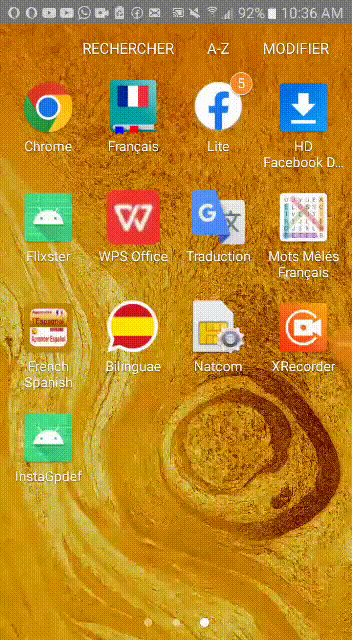 92% 10:36 AM
RECHERCHER A-Z MODIFIER
5
Chrome Français Lite HD Facebook D...
Flixster WPS Office Traduction Mots Mêlés Français
French Spanish Bilinguae Natcom XRecorder
InstaGpdef